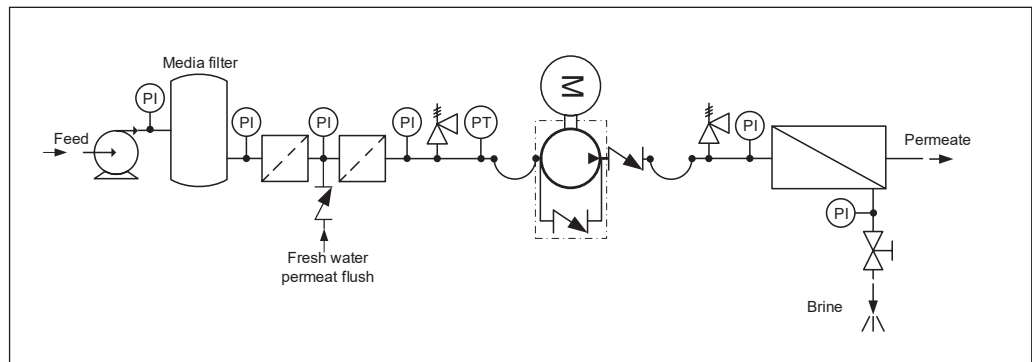 Media filter
M
PI
PI
PI
PI
PT
PI
Feed
Permeate
PI
Fresh water
permeat flush
Brine